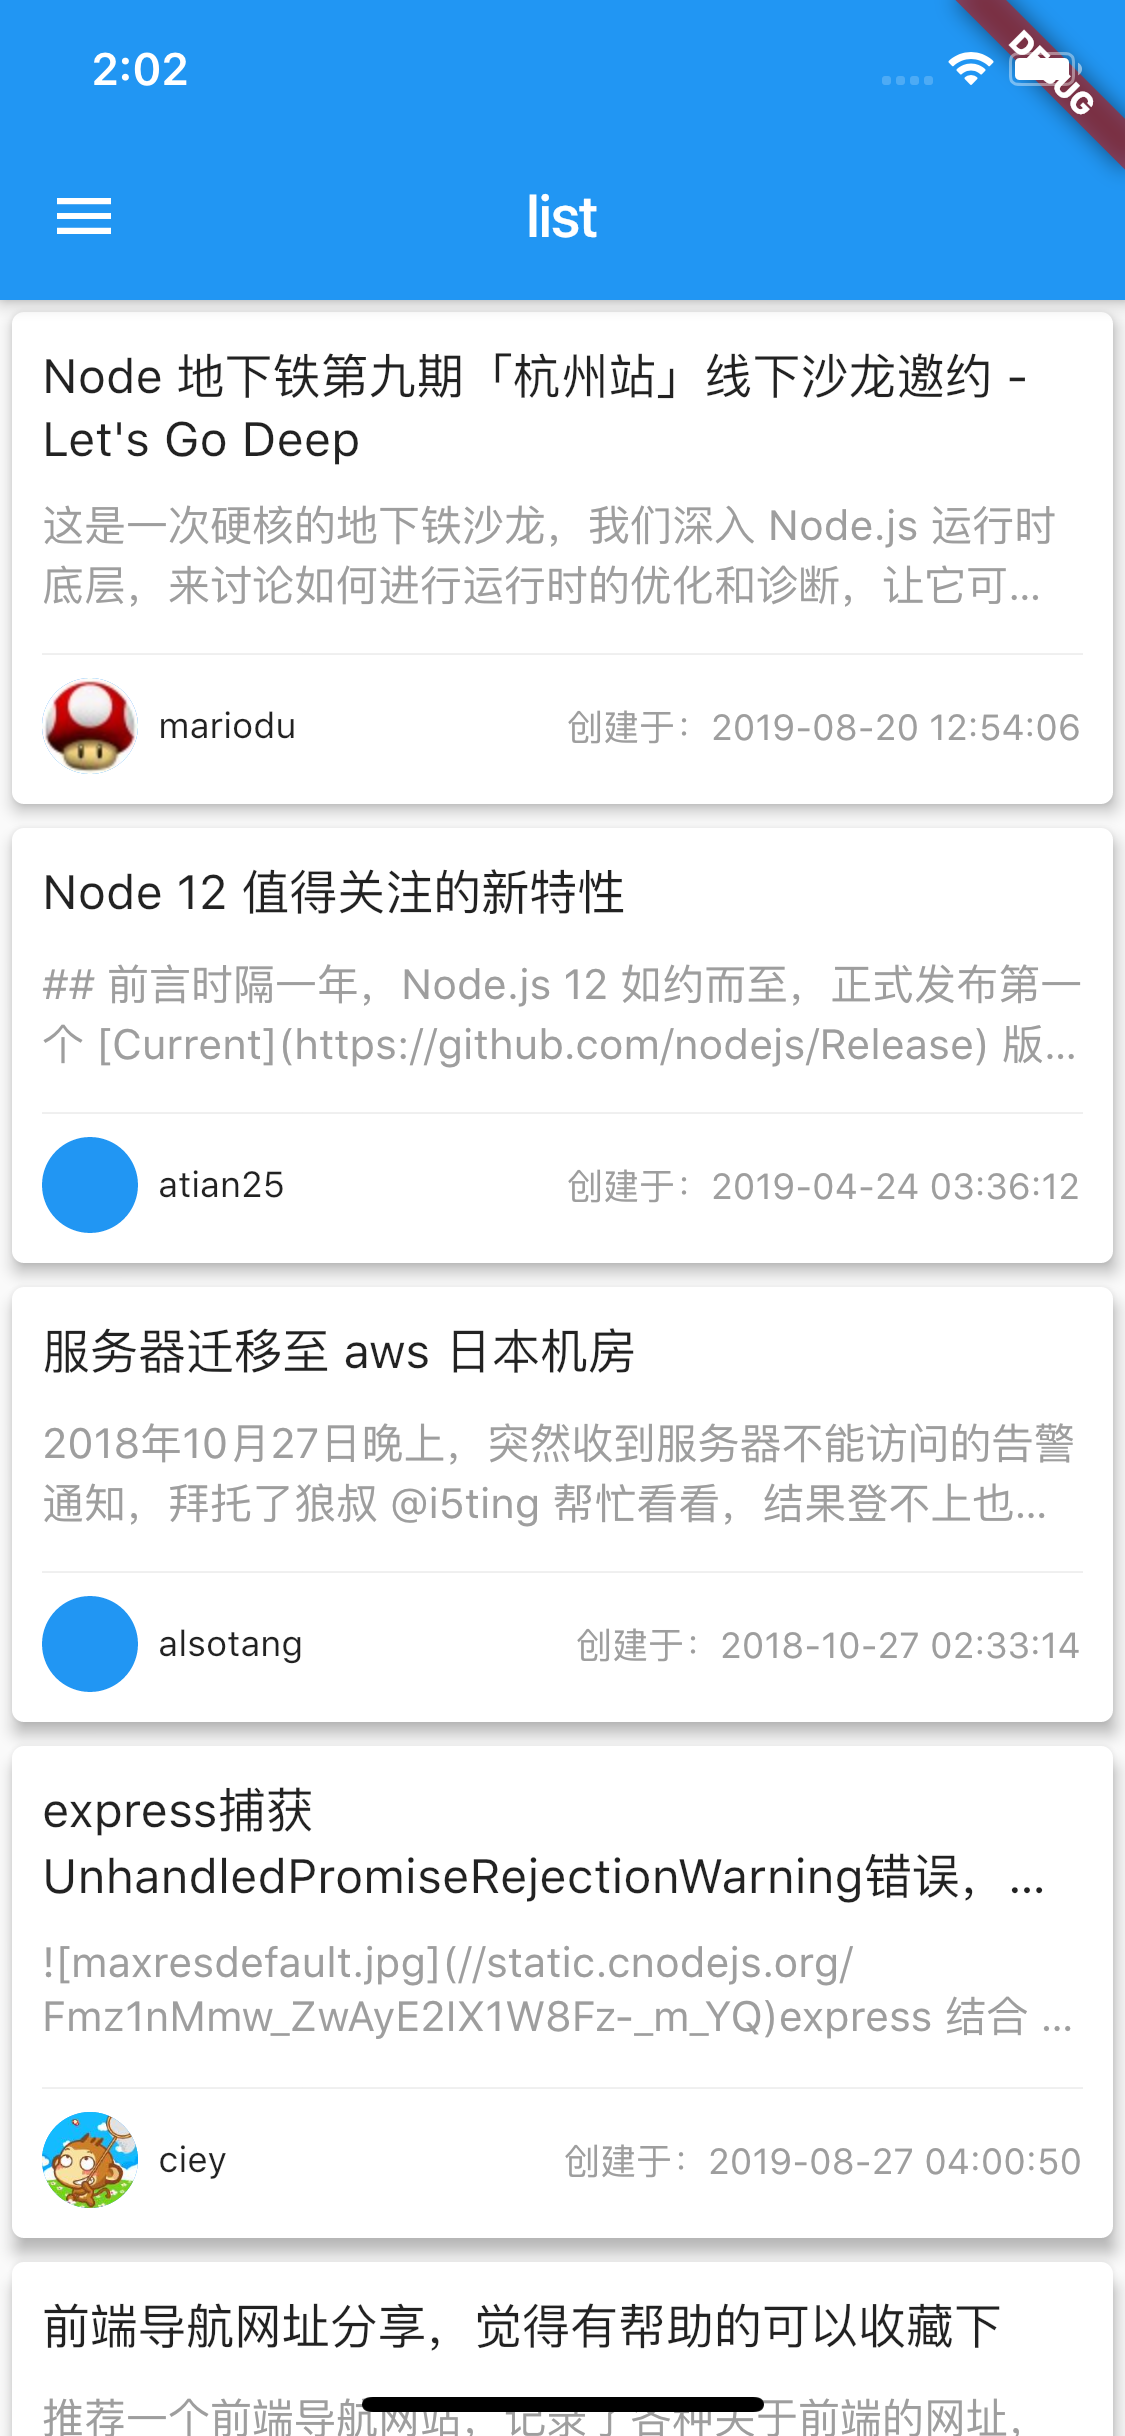 2:02
DEBUG
list
Node 地下铁第九期「杭州站」线下沙龙邀约 -
Let's Go Deep
这是一次硬核的地下铁沙龙，我们深入 Node.js 运行时
底层，来讨论如何进行运行时的优化和诊断，让它可...
mariodu
创建于：2019-08-20 12:54:06
Node 12 值得关注的新特性
## 前言时隔一年，Node.js 12 如约而至，正式发布第一
个 [Current](https://github.com/nodejs/Release) 版...
atian25
创建于：2019-04-24 03:36:12
服务器迁移至 aws 日本机房
2018年10月27日晚上，突然收到服务器不能访问的告警
通知，拜托了狼叔 @i5ting 帮忙看看，结果登不上也...
alsotang
创建于：2018-10-27 02:33:14
express捕获
UnhandledPromiseRejectionWarning错误，...
![maxresdefault.jpg](//static.cnodejs.org/
Fmz1nMmw_ZwAyE2IX1W8Fz-_m_YQ)express 结合 ...
ciey
创建于：2019-08-27 04:00:50
前端导航网址分享，觉得有帮助的可以收藏下
推荐一个前端导航网站，记录了各种关于前端的网址，